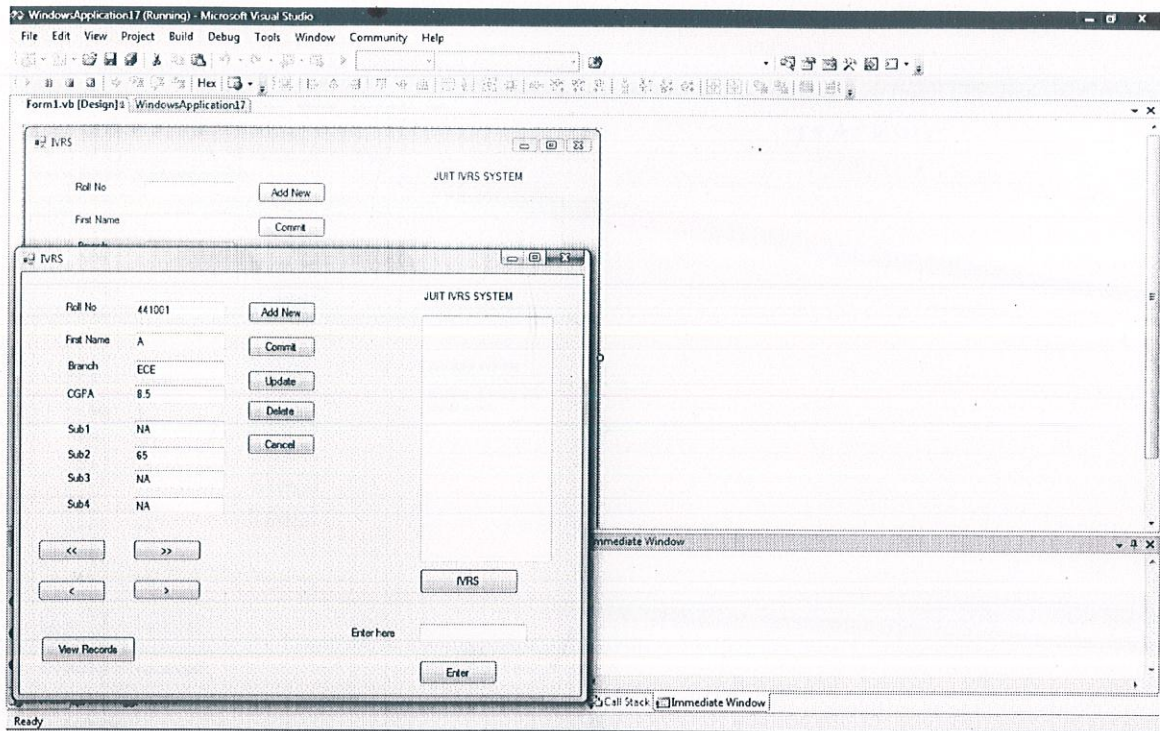 WindowsApplication17 (Running) - Microsoft Visual Studio
File Edit View Project Build Debug Tools Window Community Help
Hex
Form1.vb [Design] WindowsApplication17
IVRS
JUIT IVRS SYSTEM
Roll No
Add New
First Name
Commit
IVRS
JUIT IVRS SYSTEM
Roll No 441001 Add New
First Name A Commit
Branch ECE
Update
CGPA 8.5
Delete
Sub1 NA
Cancel
Sub2 65
Sub3 NA
Sub4 NA
<< >>
Immediate Window
IVRS
< >
Enter here
View Records
Enter
Call Stack Immediate Window
Ready